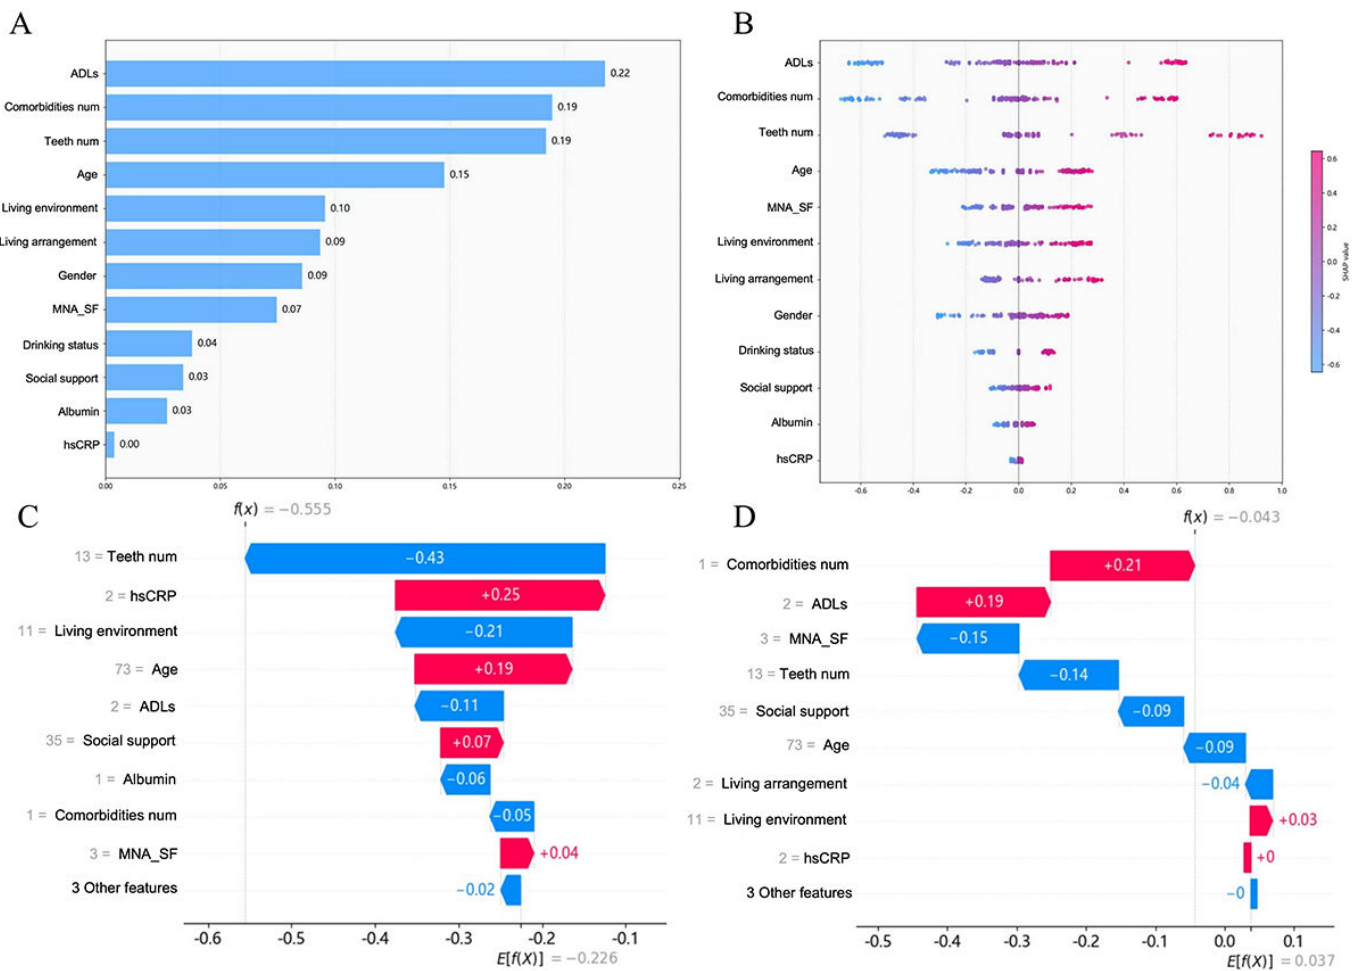 A
ADLs 0.22
Comorbidities num 0.19
Teeth num 0.19
Age 0.15
Living environment 0.10
Living arrangement 0.09
Gender 0.09
MNA_SF 0.07
Drinking status 0.04
Social support 0.03
Albumin 0.03
hsCRP 0.00
0.00 0.05 0.10 0.15 0.20 0.25
B
ADLs
Comorbidities num
Teeth num
Age
MNA_SF
Living environment
Living arrangement
Gender
Drinking status
Social support
Albumin
hsCRP
-0.6 -0.4 -0.2 0.0 0.2 0.4 0.6 0.8 1.0
0.6
0.4
0.2
0.0
-0.2
-0.4
-0.6
SHAP value
C
f(x) = −0.555
13 = Teeth num −0.43
2 = hsCRP +0.25
11 = Living environment −0.21
73 = Age +0.19
2 = ADLs −0.11
35 = Social support +0.07
1 = Albumin −0.06
1 = Comorbidities num −0.05
3 = MNA_SF +0.04
3 Other features −0.02
-0.6 -0.5 -0.4 -0.3 -0.2 -0.1
E[f(X)] = −0.226
D
f(x) = −0.043
1 = Comorbidities num +0.21
2 = ADLs +0.19
3 = MNA_SF −0.15
13 = Teeth num −0.14
35 = Social support −0.09
73 = Age −0.09
2 = Living arrangement −0.04
11 = Living environment +0.03
2 = hsCRP +0
3 Other features −0
-0.5 -0.4 -0.3 -0.2 -0.1 0.0 0.1
E[f(X)] = 0.037